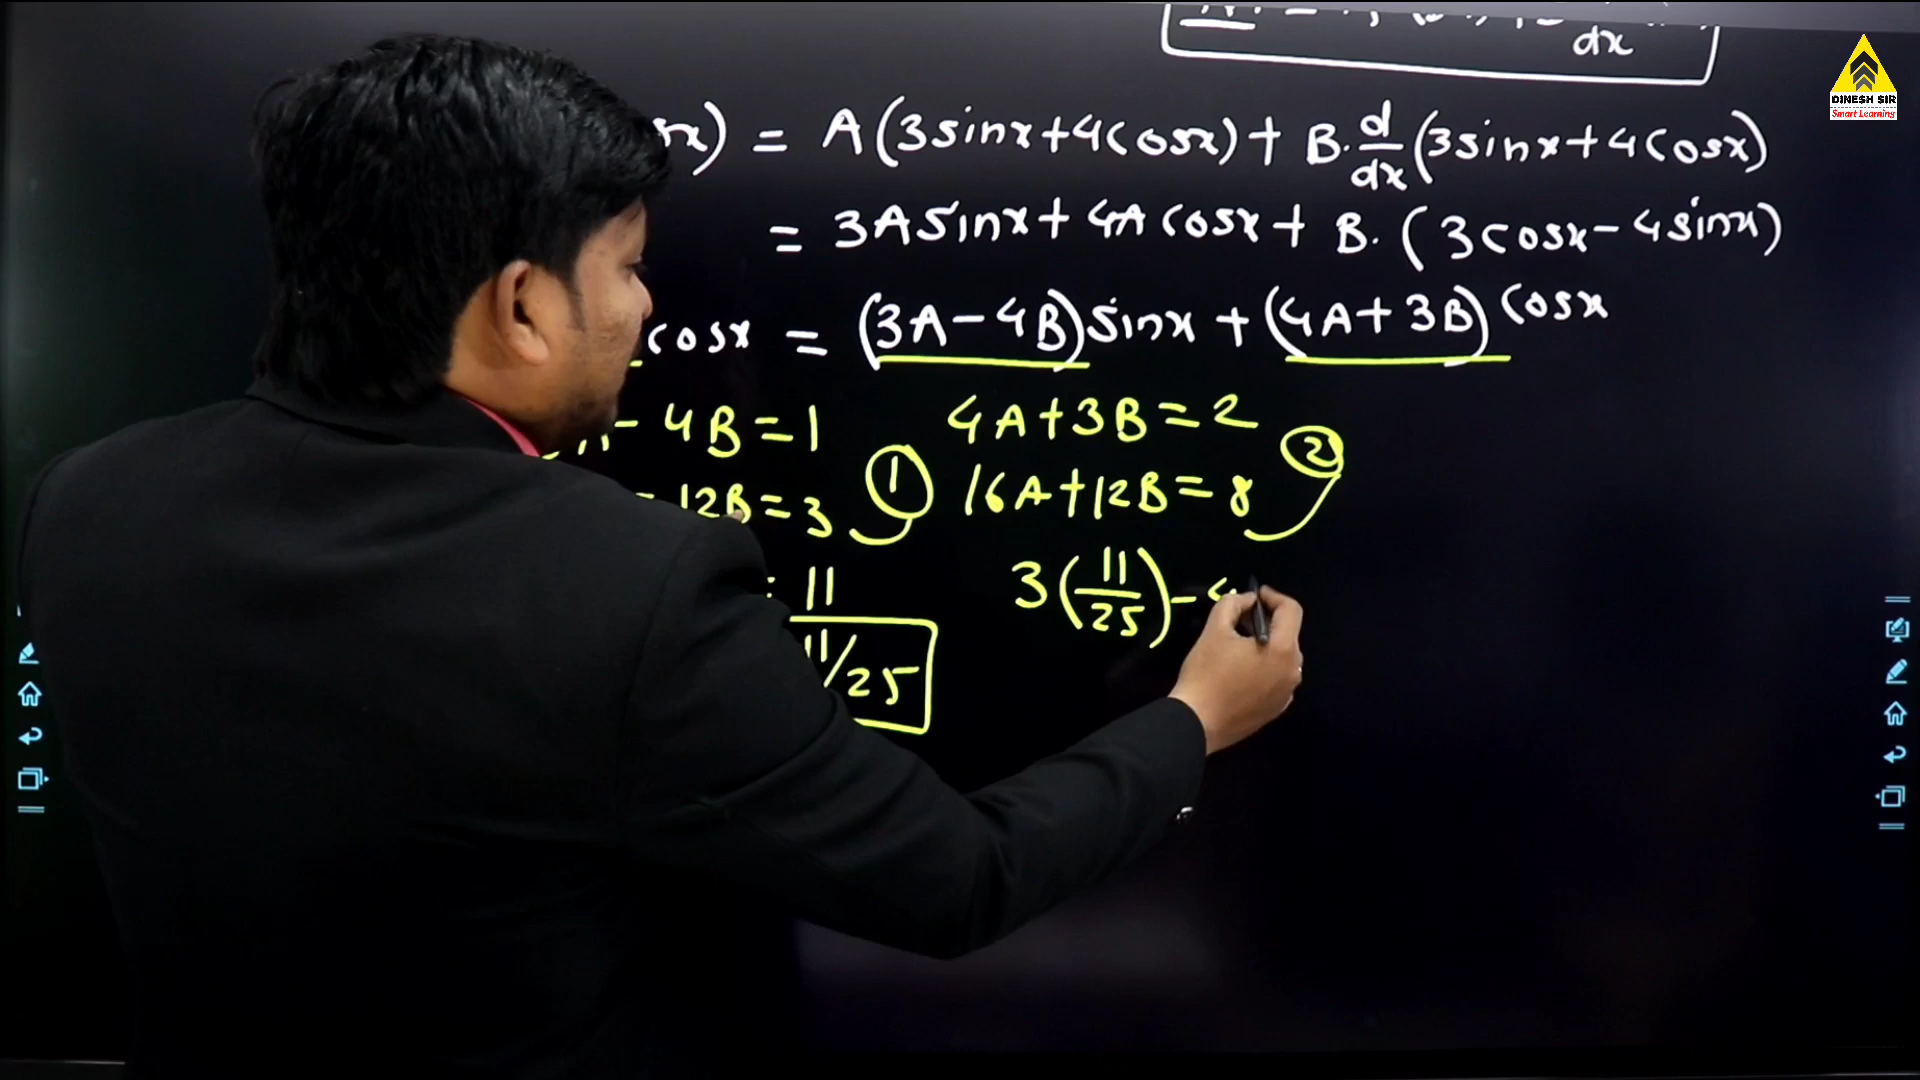 dx
DINESH SIR
Smart Learning
) = A(3sinx+4cosx)+ B. d/dx (3sinx+4cosx)
= 3Asinx+ 4A cosx+ B. (3cosx-4sinx)
cosx = (3A-4B)sinx + (4A+3B) cosx
- 4B=1 4A+3B=2
12B=3 ① 16A+12B=8 ②
11 3(11/25)-4
11/25